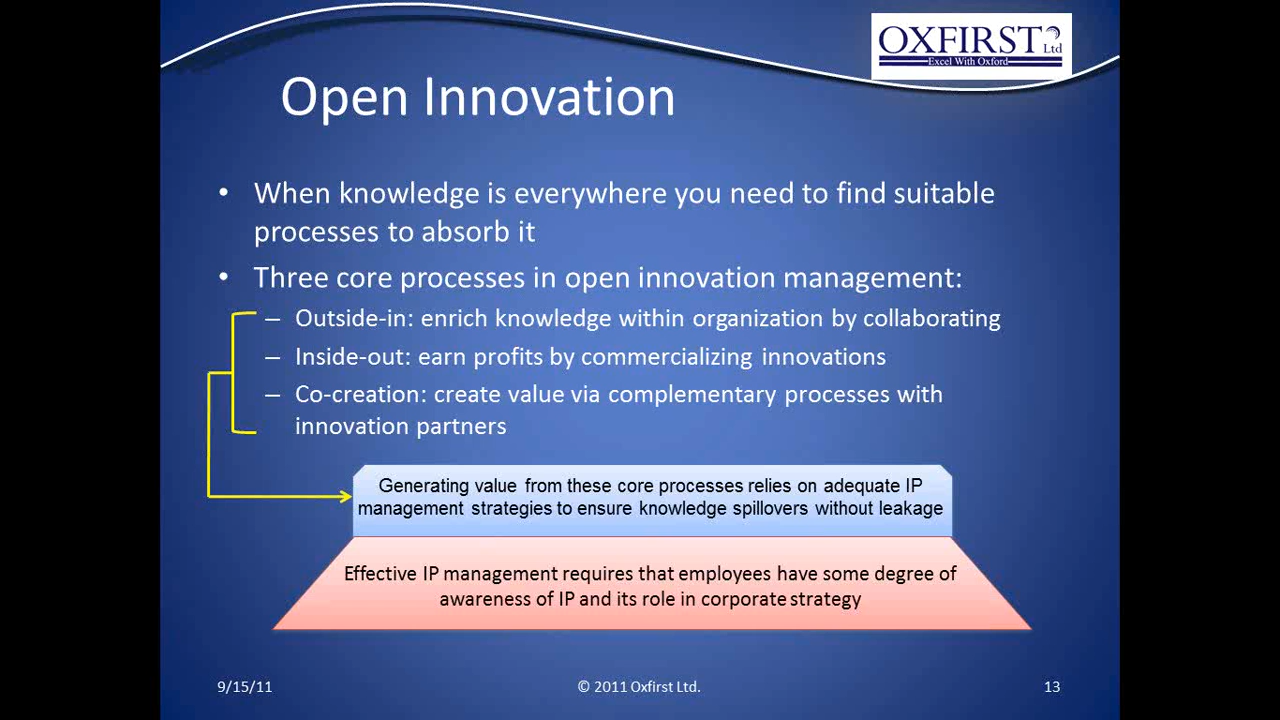 OXFIRST Ltd
Excel With Oxford
Open Innovation
• When knowledge is everywhere you need to find suitable
processes to absorb it
• Three core processes in open innovation management:
– Outside-in: enrich knowledge within organization by collaborating
– Inside-out: earn profits by commercializing innovations
– Co-creation: create value via complementary processes with
innovation partners
Generating value from these core processes relies on adequate IP
management strategies to ensure knowledge spillovers without leakage
Effective IP management requires that employees have some degree of
awareness of IP and its role in corporate strategy
9/15/11 © 2011 Oxfirst Ltd. 13